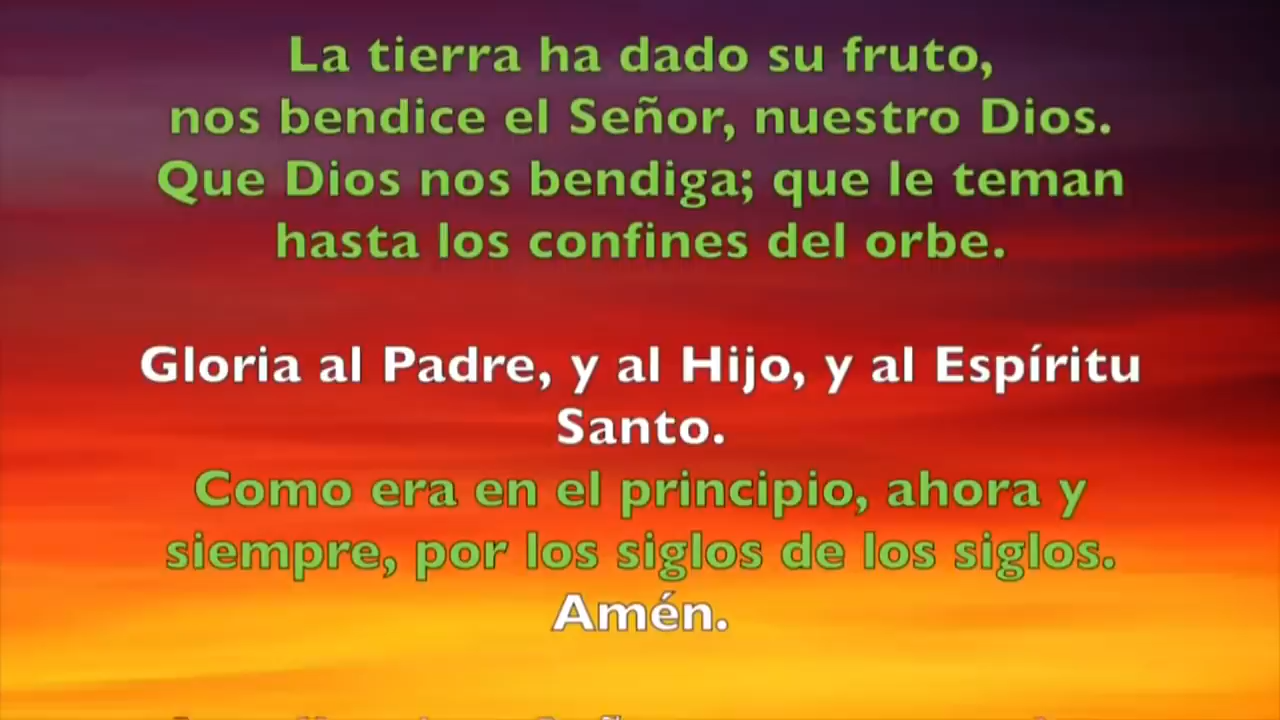 La tierra ha dado su fruto,
nos bendice el Señor, nuestro Dios.
Que Dios nos bendiga; que le teman
hasta los confines del orbe.
Gloria al Padre, y al Hijo, y al Espíritu
Santo.
Como era en el principio, ahora y
siempre, por los siglos de los siglos.
Amén.